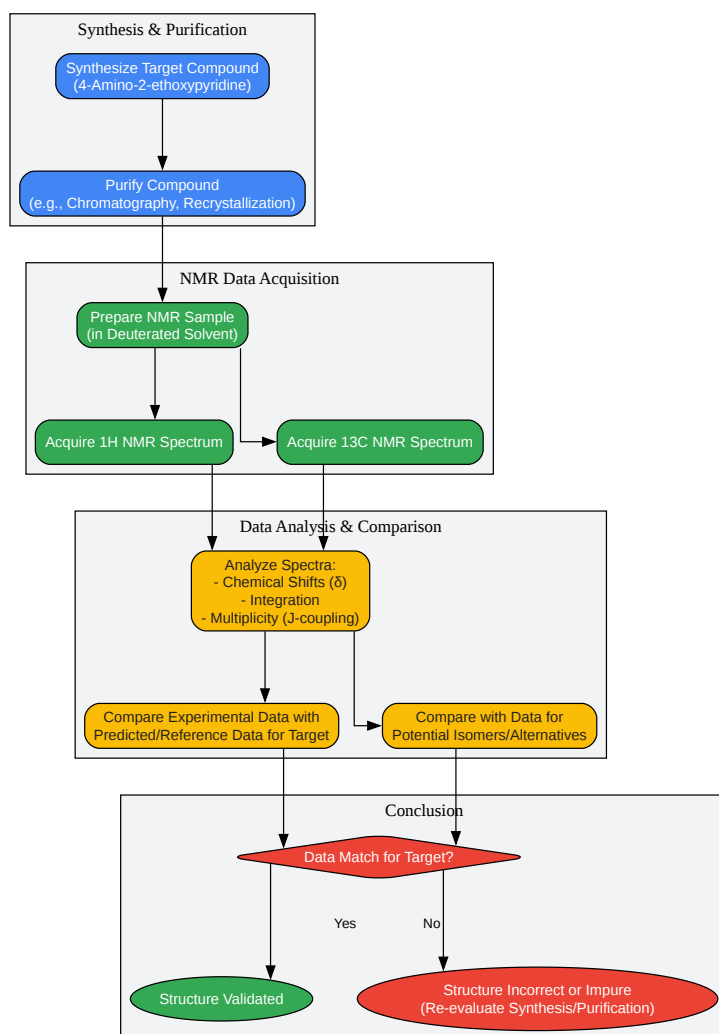 Synthesis & Purification
Synthesize Target Compound
(4-Amino-2-ethoxypyridine)
Purify Compound
(e.g., Chromatography, Recrystallization)
NMR Data Acquisition
Prepare NMR Sample
(in Deuterated Solvent)
Acquire 1H NMR Spectrum
Acquire 13C NMR Spectrum
Data Analysis & Comparison
Analyze Spectra:
- Chemical Shifts (δ)
- Integration
- Multiplicity (J-coupling)
Compare Experimental Data with
Predicted/Reference Data for Target
Compare with Data for
Potential Isomers/Alternatives
Conclusion
Data Match for Target?
Yes
No
Structure Validated
Structure Incorrect or Impure
(Re-evaluate Synthesis/Purification)